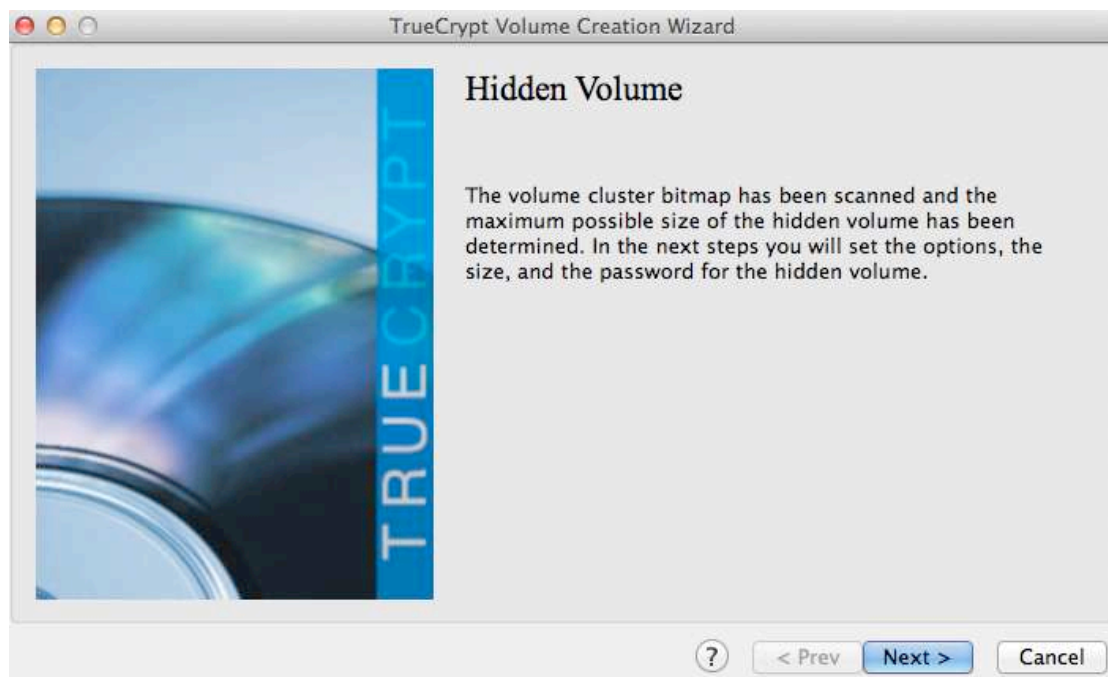 TrueCrypt Volume Creation Wizard
TRUECRYPT
Hidden Volume
The volume cluster bitmap has been scanned and the
maximum possible size of the hidden volume has been
determined. In the next steps you will set the options, the
size, and the password for the hidden volume.
?
< Prev
Next >
Cancel